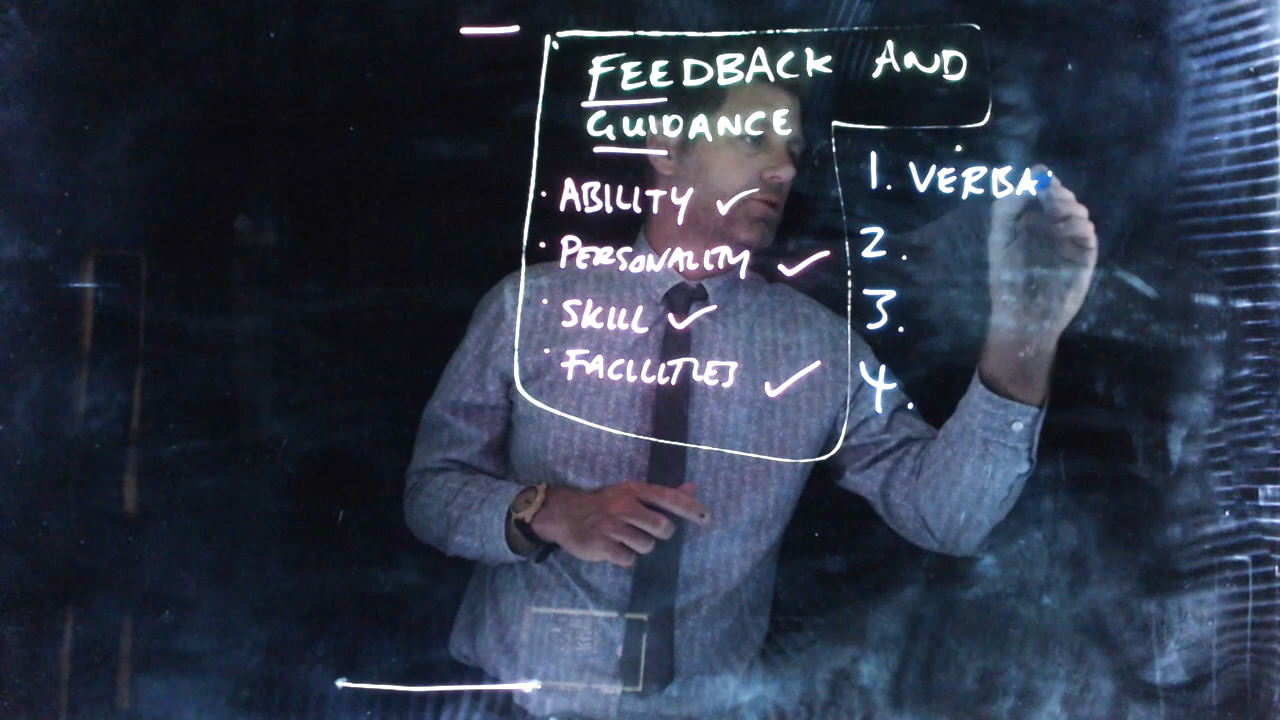 FEEDBACK AND
GUIDANCE
· ABILITY ✓
· PERSONALITY ✓
· SKILL ✓
· FACILITIES ✓
1. VERBA
2.
3.
4.